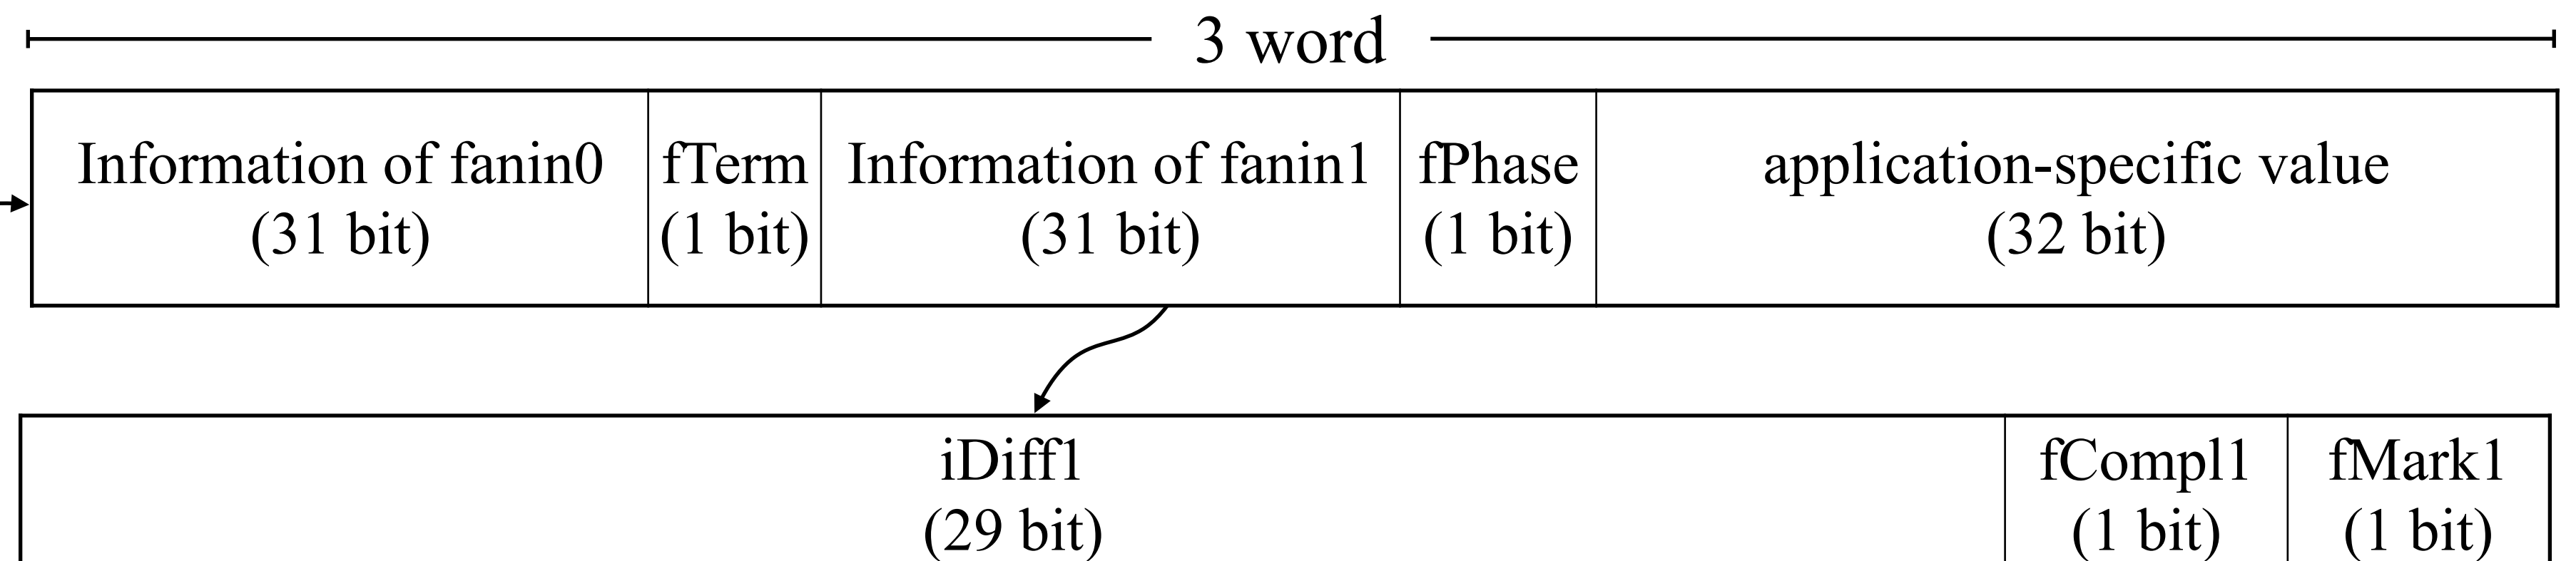 3 word
Information of fanin0 fTerm Information of fanin1 fPhase application-specific value
(31 bit) (1 bit) (31 bit) (1 bit) (32 bit)
iDiff1 fCompl1 fMark1
(29 bit) (1 bit) (1 bit)